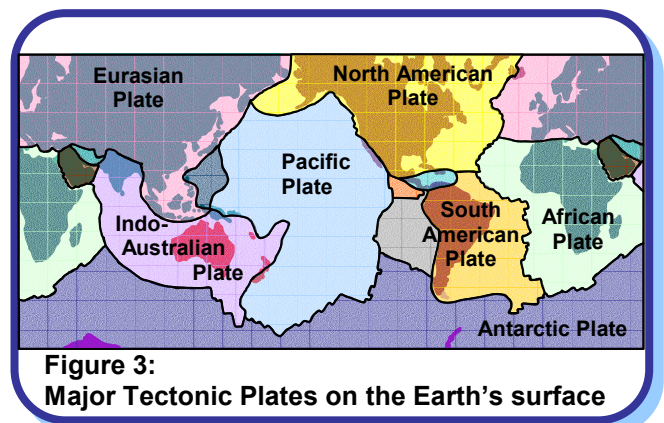 Eurasian
Plate
North American
Plate
Pacific
Plate
Indo-
Australian
Plate
South
American
Plate
African
Plate
Antarctic Plate
Figure 3:
Major Tectonic Plates on the Earth's surface